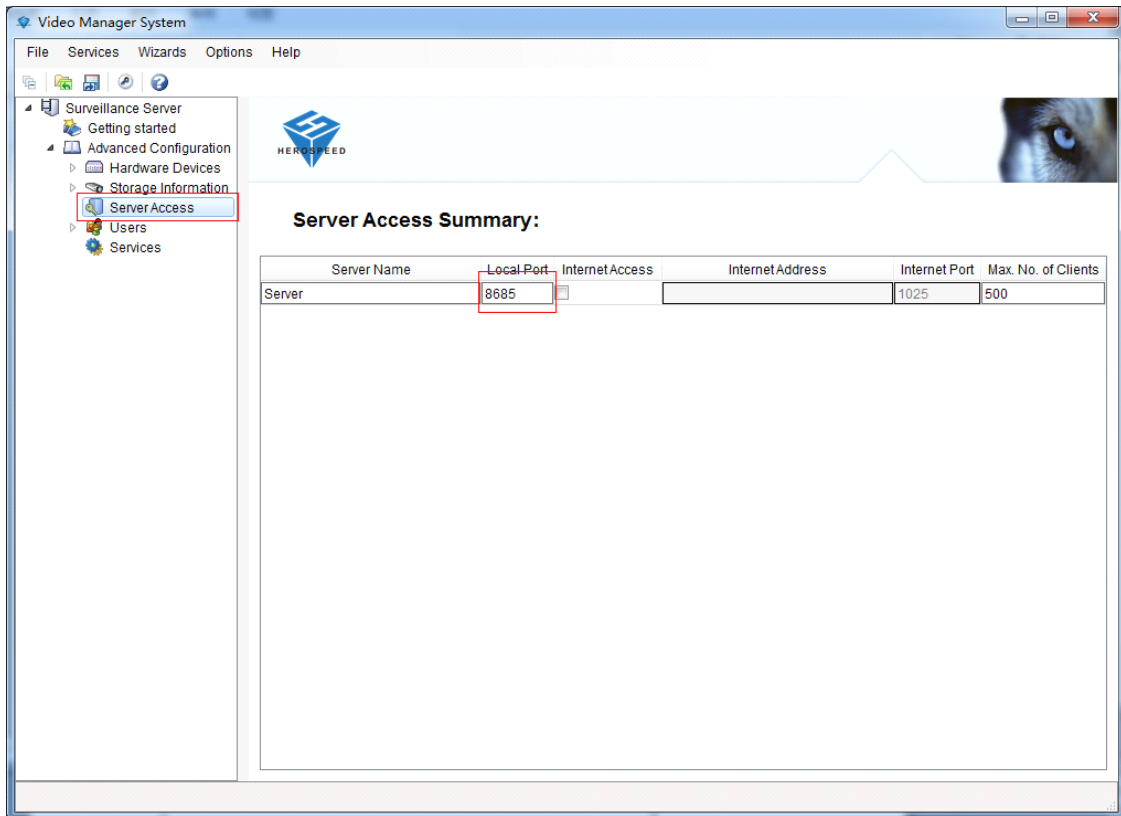 Video Manager System
File Services Wizards Options Help
Surveillance Server
Getting started
Advanced Configuration
Hardware Devices
Storage Information
Server Access
Users
Services
HEROSPEED
Server Access Summary:
Server Name Local Port Internet Access Internet Address Internet Port Max. No. of Clients
Server 8685 1025 500